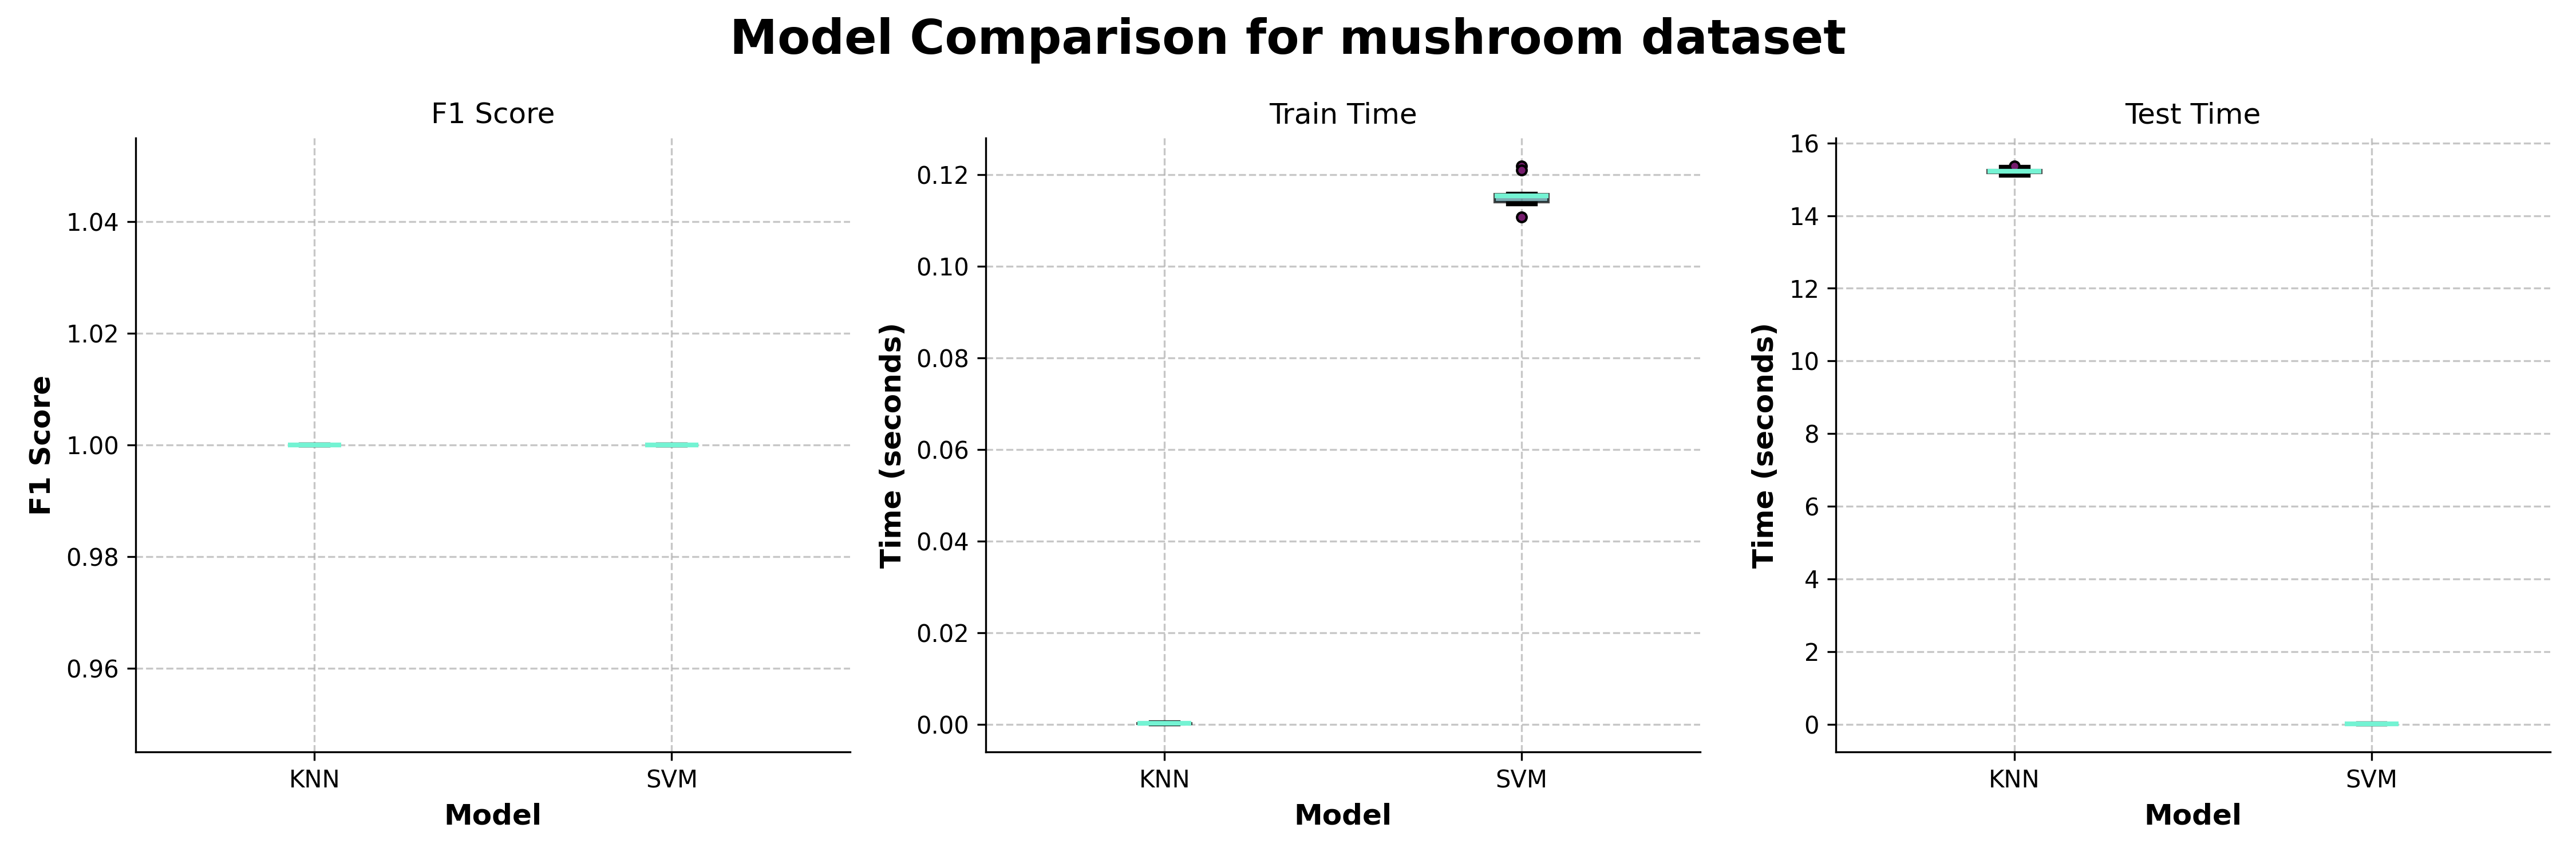 Model Comparison for mushroom dataset
F1 Score
F1 Score
1.04
1.02
1.00
0.98
0.96
KNN
SVM
Model
Train Time
Time (seconds)
0.12
0.10
0.08
0.06
0.04
0.02
0.00
KNN
SVM
Model
Test Time
Time (seconds)
16
14
12
10
8
6
4
2
0
KNN
SVM
Model